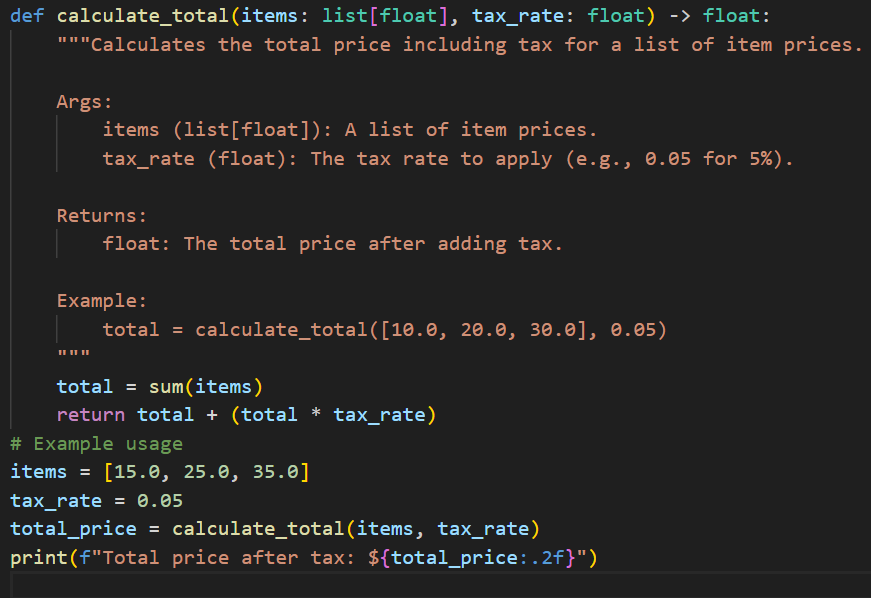 def calculate_total(items: list[float], tax_rate: float) -> float:
    """Calculates the total price including tax for a list of item prices.

    Args:
        items (list[float]): A list of item prices.
        tax_rate (float): The tax rate to apply (e.g., 0.05 for 5%).

    Returns:
        float: The total price after adding tax.

    Example:
        total = calculate_total([10.0, 20.0, 30.0], 0.05)
    """
    total = sum(items)
    return total + (total * tax_rate)
# Example usage
items = [15.0, 25.0, 35.0]
tax_rate = 0.05
total_price = calculate_total(items, tax_rate)
print(f"Total price after tax: ${total_price:.2f}")